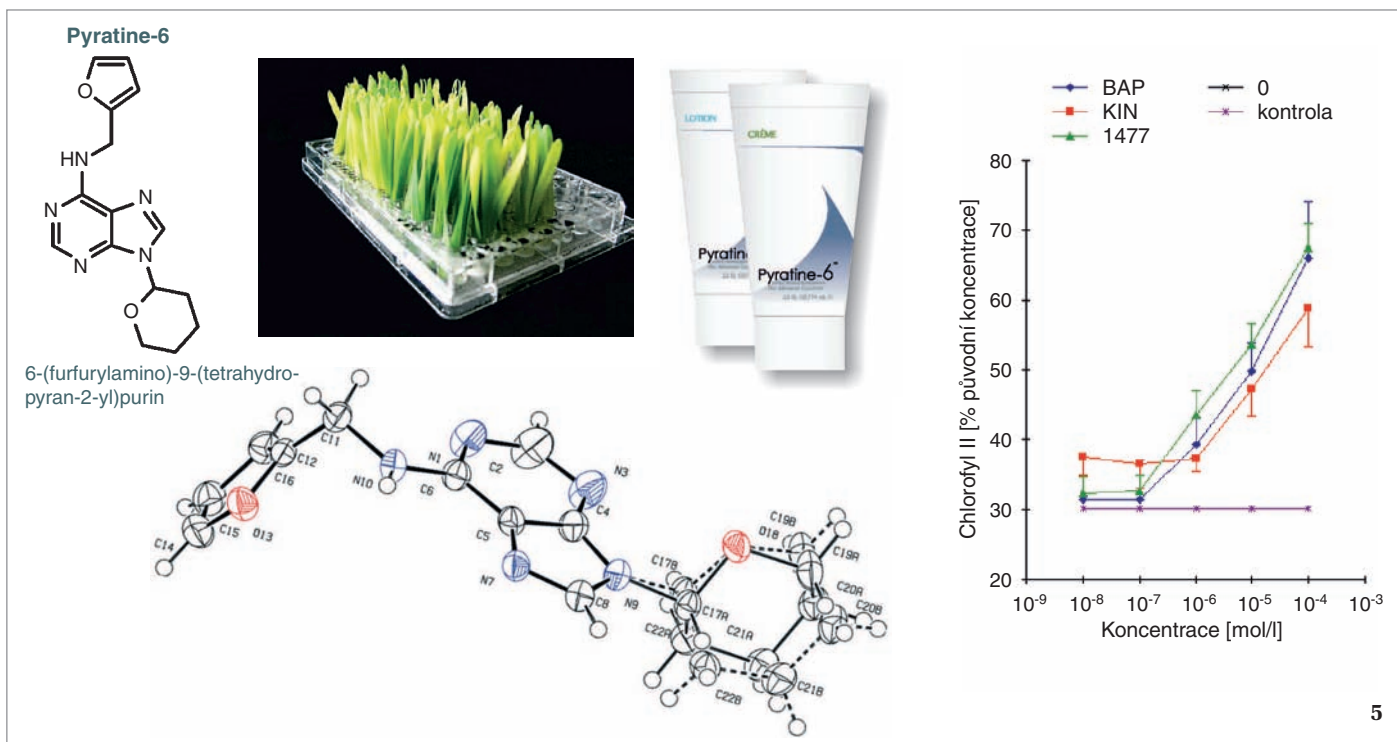 Pyratine-6
O
HN
N
N
N
N
O
6-(furfurylamino)-9-(tetrahydro-
pyran-2-yl)purin
LOTION
CRÈME
Pyratine-6
C11
C12
C16
N10
C6
N1
C2
N3
C4
C5
C15
O13
C14
N7
C8
N9
C17B
C17A
O18
C19B
C19A
C20A
C20B
C21A
C22A
C21B
C22B
BAP
KIN
1477
0
kontrola
Chlorofyl II [% původní koncentrace]
80
70
60
50
40
30
20
10⁻⁹ 10⁻⁸ 10⁻⁷ 10⁻⁶ 10⁻⁵ 10⁻⁴ 10⁻³
Koncentrace [mol/l]
5